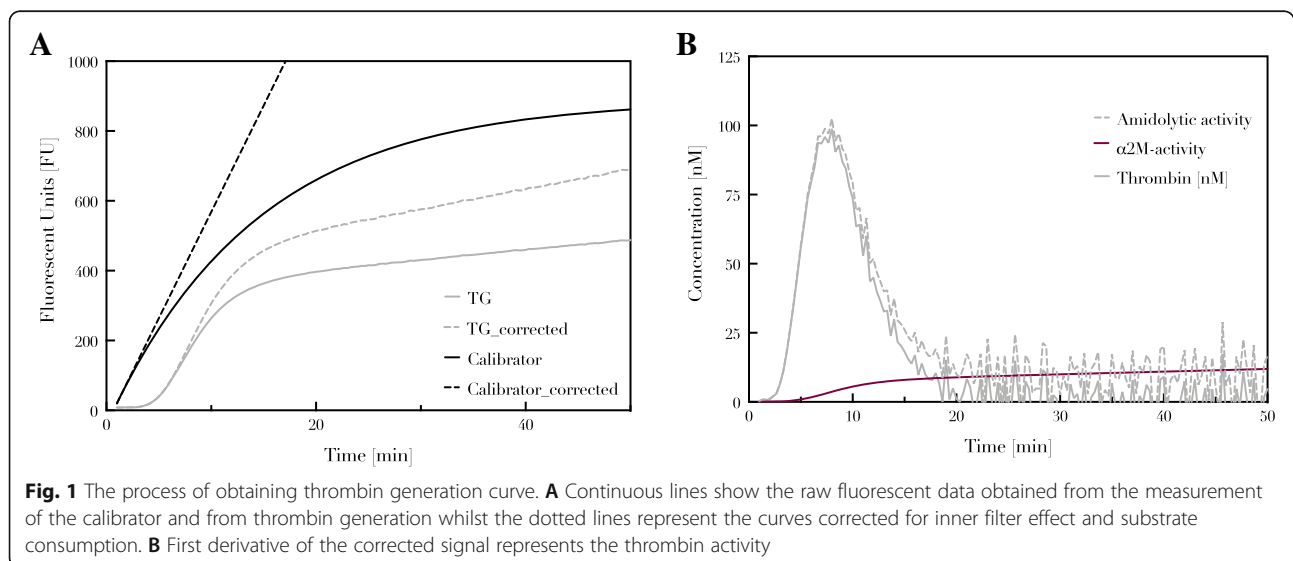 A
1000
800
600
400
200
0
Fluorescent Units [FU]
TG
TG_corrected
Calibrator
Calibrator_corrected
0
20
40
Time [min]
B
125
100
75
50
25
0
Concentration [nM]
Amidolytic activity
α2M-activity
Thrombin [nM]
0
10
20
30
40
50
Time [min]
Fig. 1 The process of obtaining thrombin generation curve. A Continuous lines show the raw fluorescent data obtained from the measurement
of the calibrator and from thrombin generation whilst the dotted lines represent the curves corrected for inner filter effect and substrate
consumption. B First derivative of the corrected signal represents the thrombin activity